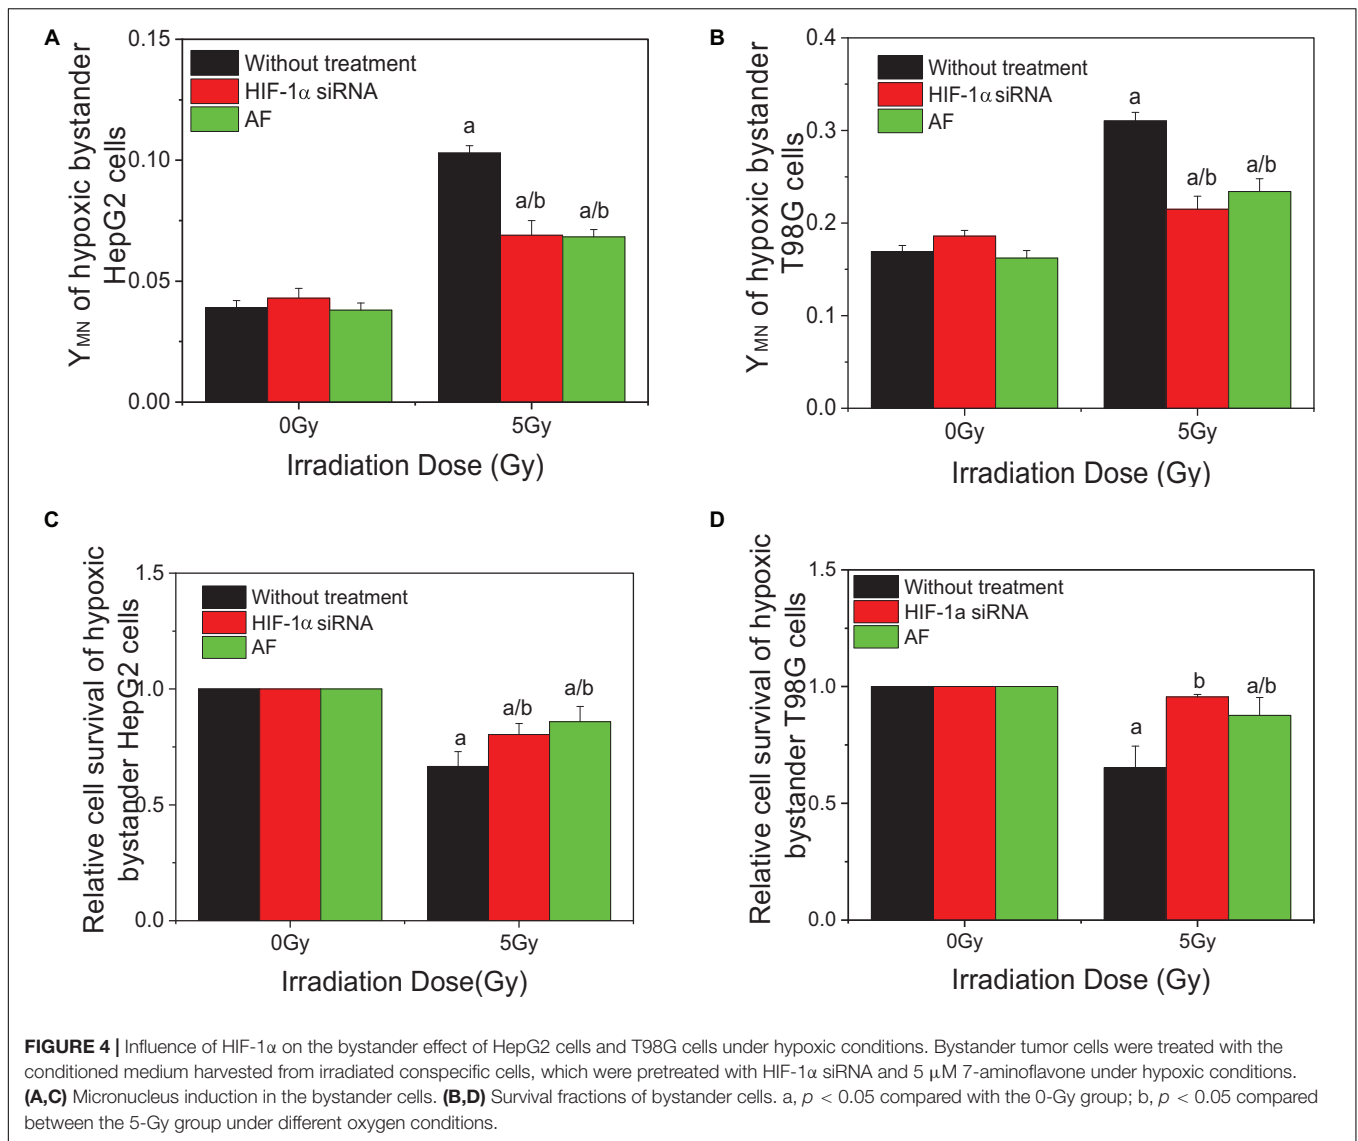 A
0.15
0.10
0.05
0.00
Y MN of hypoxic bystander
HepG2 cells
Without treatment
HIF-1α siRNA
AF
a
a/b
a/b
0Gy
5Gy
Irradiation Dose (Gy)
B
0.4
0.3
0.2
0.1
0.0
Y MN of hypoxic bystander
T98G cells
Without treatment
HIF-1α siRNA
AF
a
a/b
a/b
0Gy
5Gy
Irradiation Dose (Gy)
C
1.5
1.0
0.5
0.0
Relative cell survival of hypoxic
bystander HepG2 cells
Without treatment
HIF-1α siRNA
AF
a
a/b
a/b
0Gy
5Gy
Irradiation Dose(Gy)
D
1.5
1.0
0.5
0.0
Relative cell survival of hypoxic
bystander T98G cells
Without treatment
HIF-1a siRNA
AF
a
b
a/b
0Gy
5Gy
Irradiation Dose (Gy)
FIGURE 4 | Influence of HIF-1α on the bystander effect of HepG2 cells and T98G cells under hypoxic conditions. Bystander tumor cells were treated with the
conditioned medium harvested from irradiated conspecific cells, which were pretreated with HIF-1α siRNA and 5 μM 7-aminoflavone under hypoxic conditions.
(A,C) Micronucleus induction in the bystander cells. (B,D) Survival fractions of bystander cells. a, p < 0.05 compared with the 0-Gy group; b, p < 0.05 compared
between the 5-Gy group under different oxygen conditions.